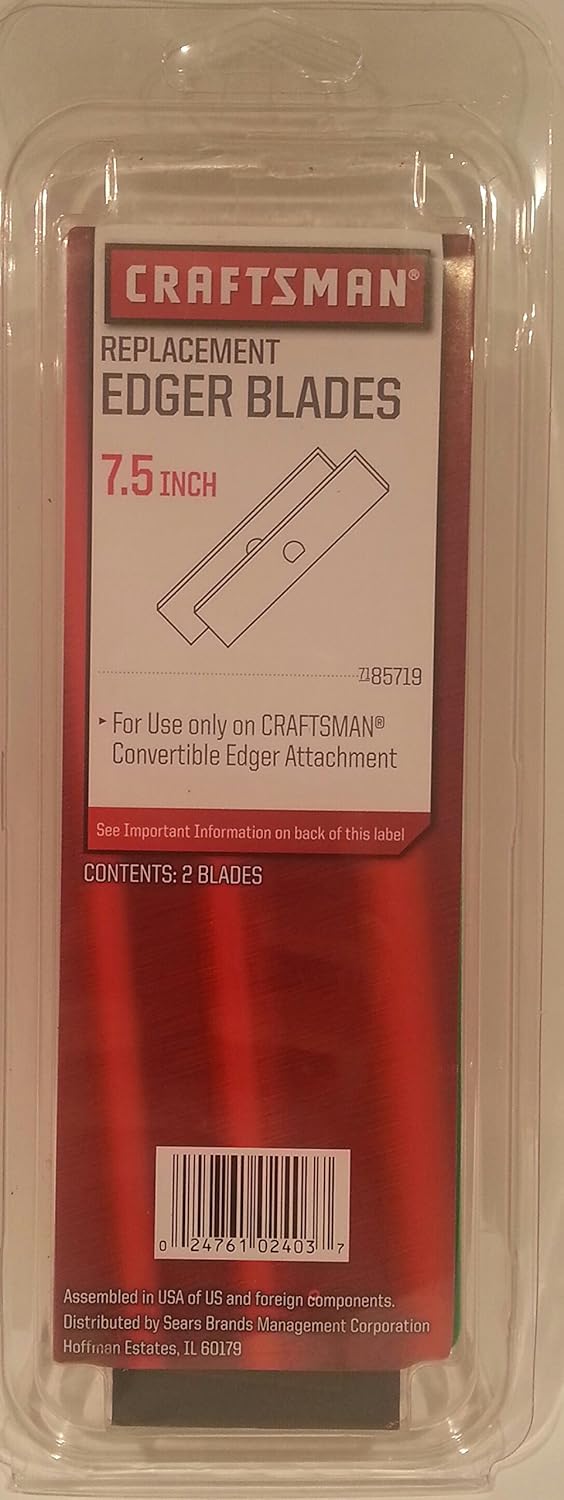 CRAFTSMAN®
REPLACEMENT
EDGER BLADES
7.5 INCH
7185719
‣ For Use only on CRAFTSMAN®
Convertible Edger Attachment
See Important Information on back of this label
CONTENTS: 2 BLADES
0 24761 02403 7
Assembled in USA of US and foreign components.
Distributed by Sears Brands Management Corporation
Hoffman Estates, IL 60179